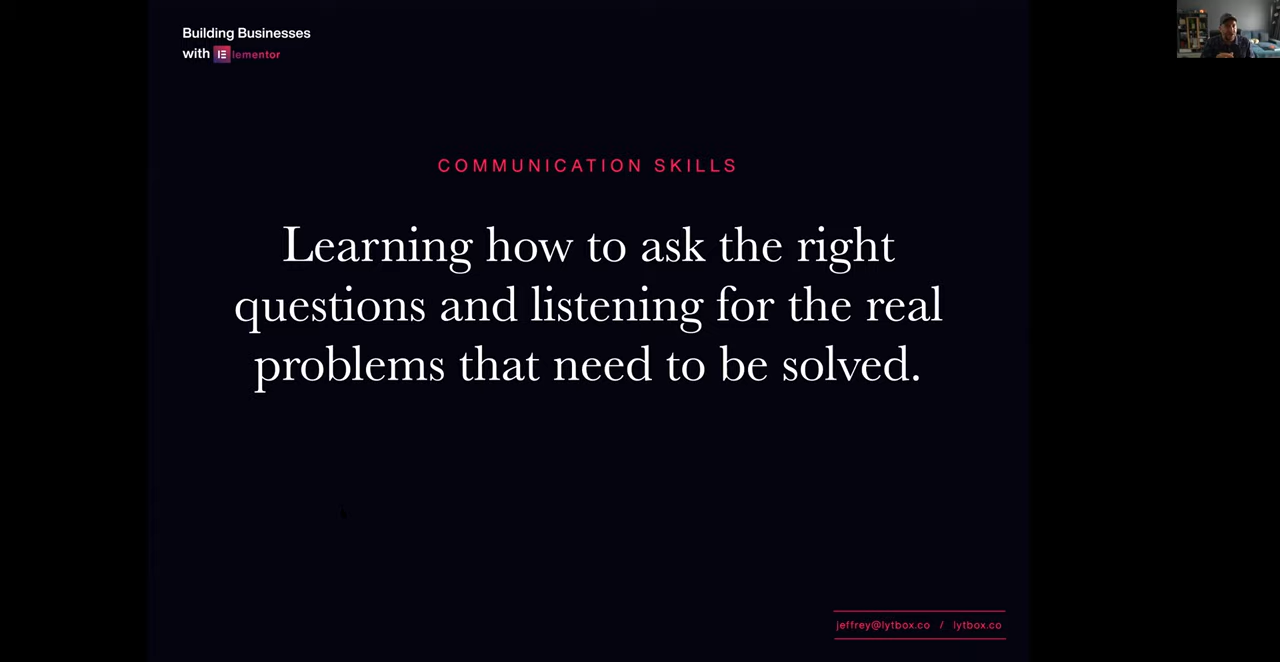 Building Businesses
with elementor
COMMUNICATION SKILLS
Learning how to ask the right
questions and listening for the real
problems that need to be solved.
jeffrey@lytbox.co / lytbox.co